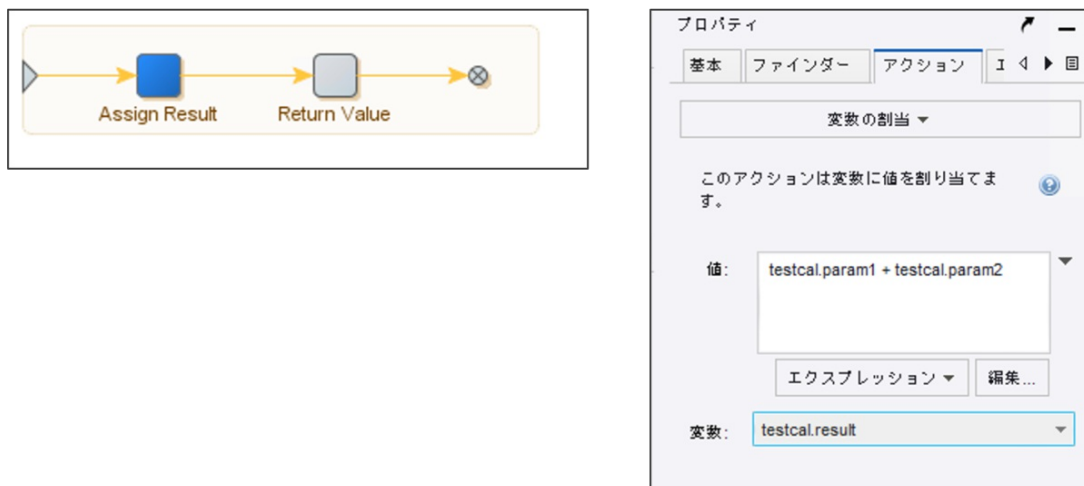 Assign Result
Return Value
プロパティ
基本
ファインダー
アクション
エ
変数の割当
このアクションは変数に値を割り当てま
す。
値:
testcal.param1 + testcal.param2
エクスプレッション
編集...
変数:
testcal.result